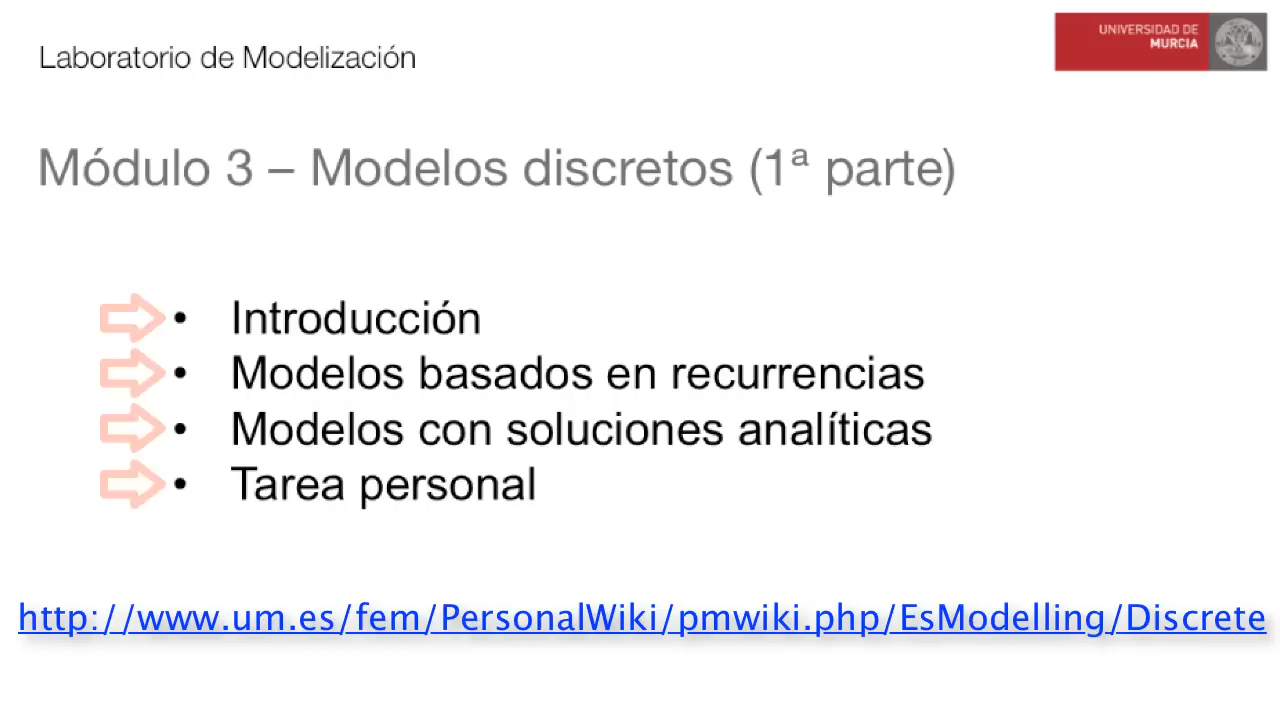 Laboratorio de Modelización
UNIVERSIDAD DE
MURCIA
Módulo 3 – Modelos discretos (1ª parte)
• Introducción
• Modelos basados en recurrencias
• Modelos con soluciones analíticas
• Tarea personal
http://www.um.es/fem/PersonalWiki/pmwiki.php/EsModelling/Discrete